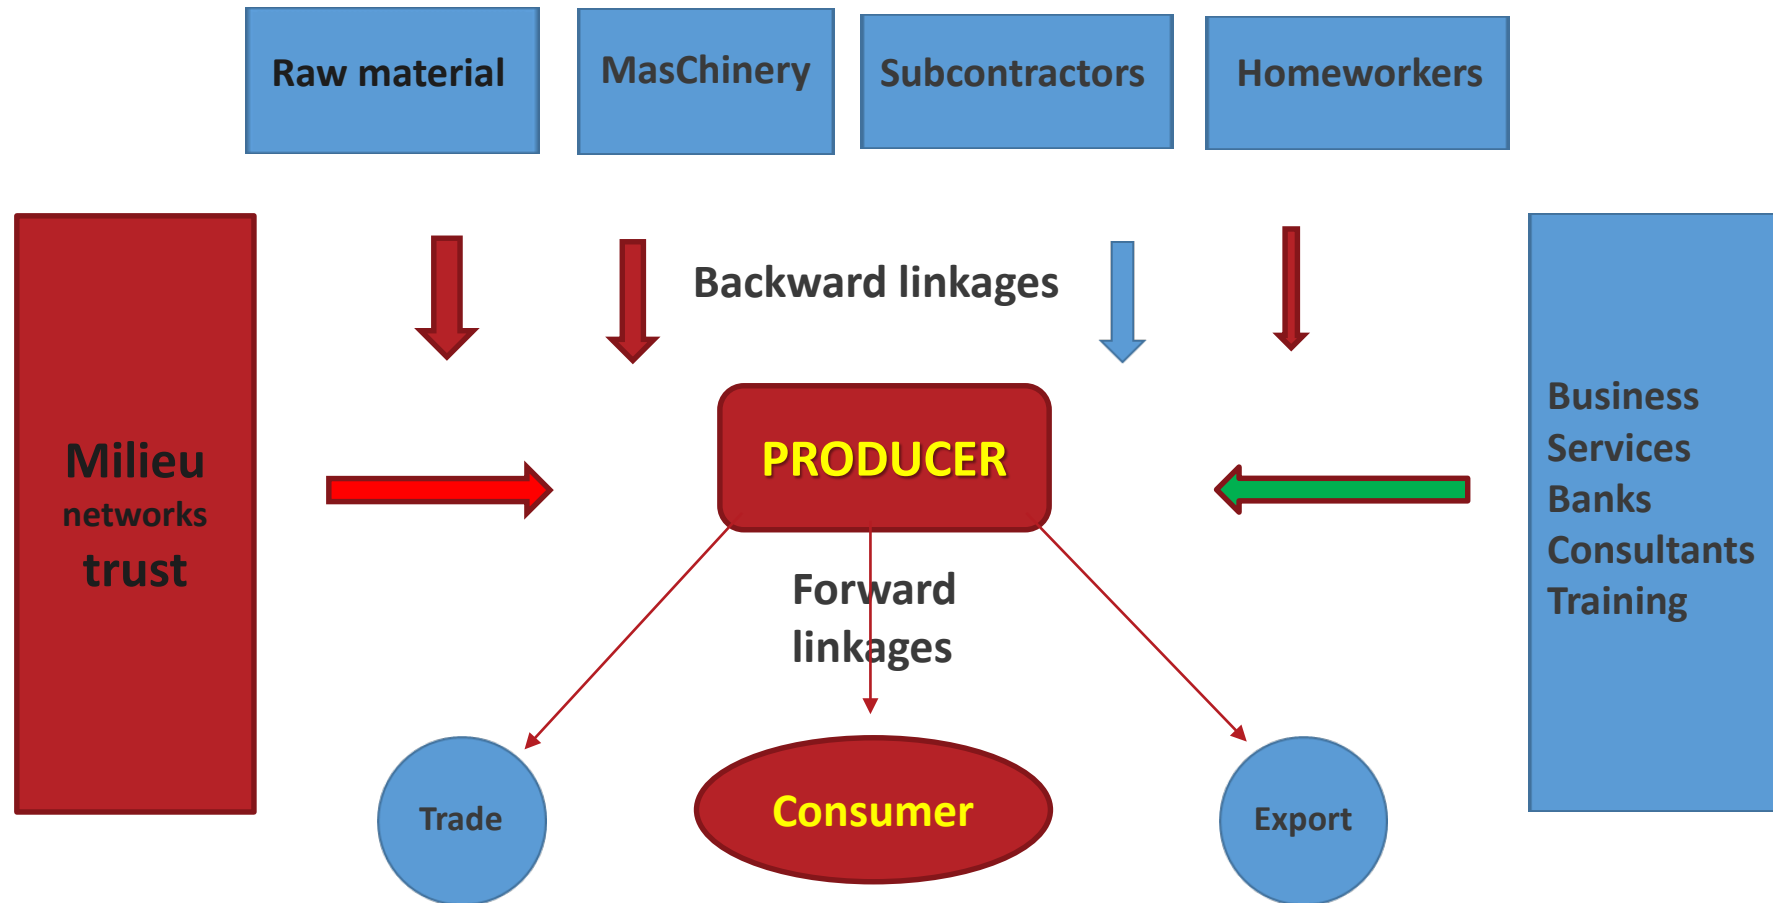 Raw material
MasChinery
Subcontractors
Homeworkers
Backward linkages
Milieu
networks
trust
PRODUCER
Business
Services
Banks
Consultants
Training
Forward
linkages
Trade
Consumer
Export